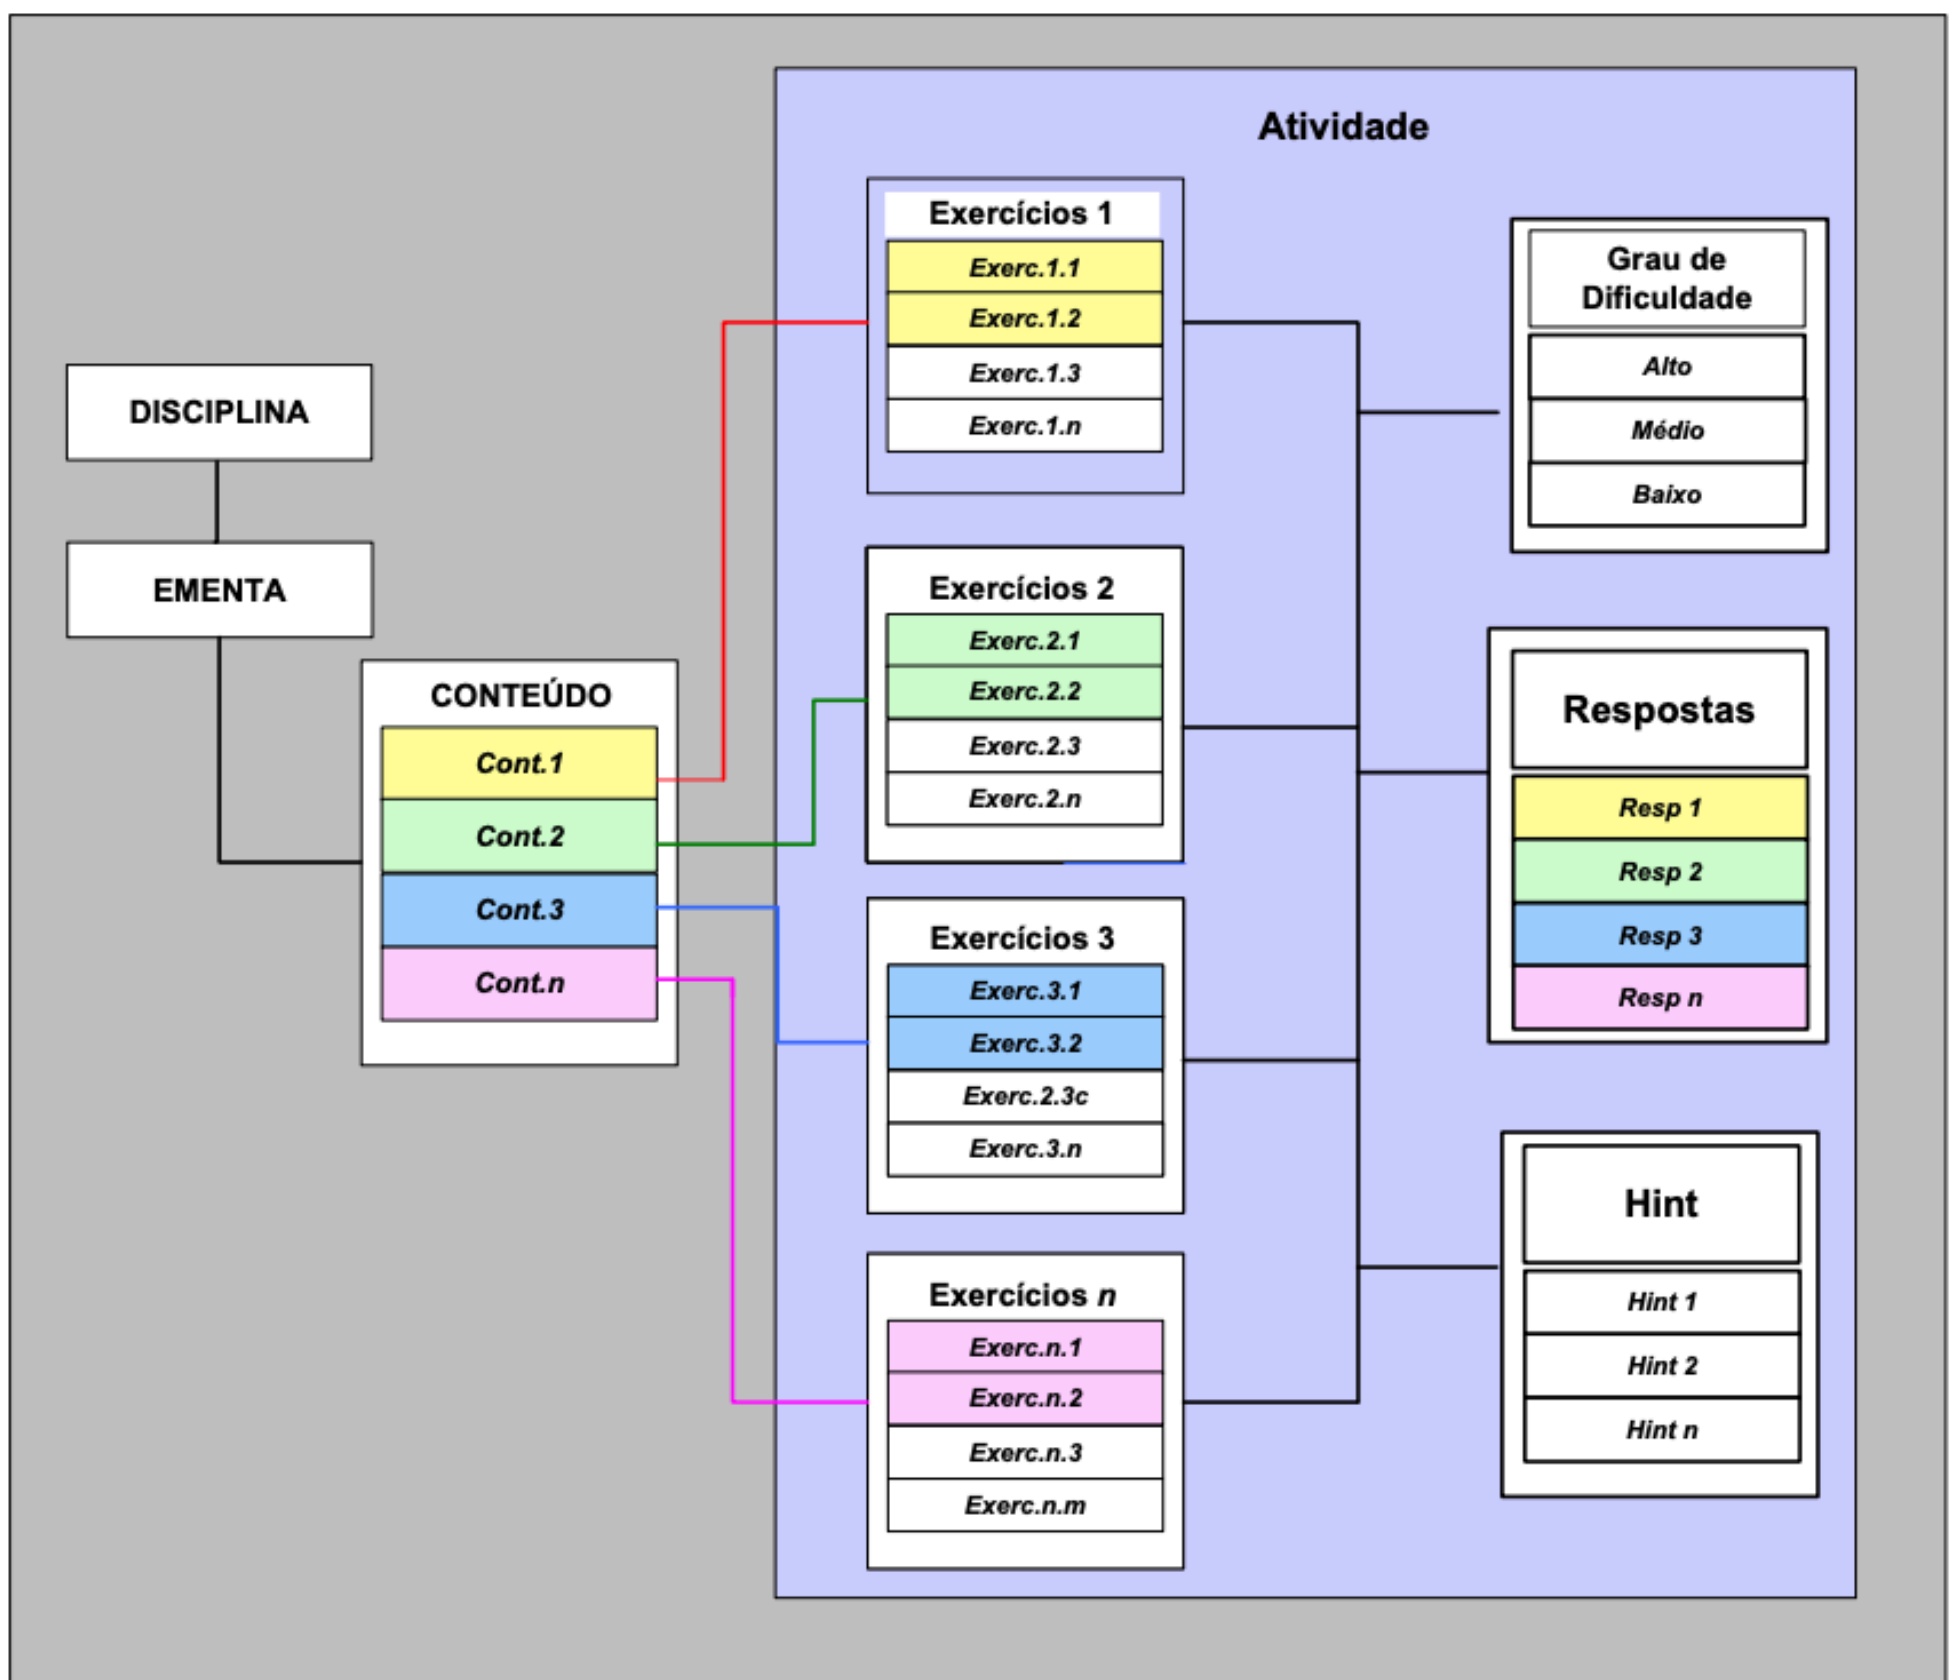 DISCIPLINA
EMENTA
CONTEÚDO
Cont.1
Cont.2
Cont.3
Cont.n
Atividade
Exercícios 1
Exerc.1.1
Exerc.1.2
Exerc.1.3
Exerc.1.n
Exercícios 2
Exerc.2.1
Exerc.2.2
Exerc.2.3
Exerc.2.n
Exercícios 3
Exerc.3.1
Exerc.3.2
Exerc.2.3c
Exerc.3.n
Exercícios n
Exerc.n.1
Exerc.n.2
Exerc.n.3
Exerc.n.m
Grau de
Dificuldade
Alto
Médio
Baixo
Respostas
Resp 1
Resp 2
Resp 3
Resp n
Hint
Hint 1
Hint 2
Hint n